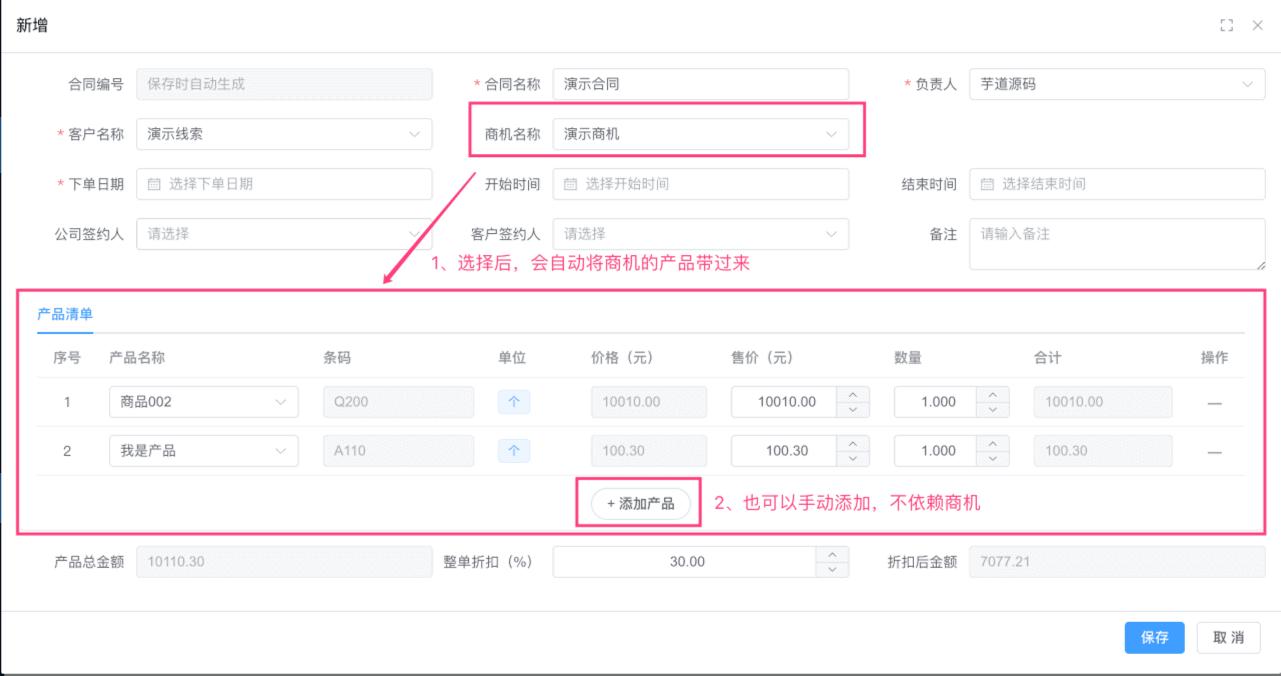 新增
合同编号 保存时自动生成 * 合同名称 演示合同 * 负责人 芋道源码
* 客户名称 演示线索 商机名称 演示商机
* 下单日期 选择下单日期 开始时间 选择开始时间 结束时间 选择结束时间
公司签约人 请选择 客户签约人 请选择 备注 请输入备注
1、选择后，会自动将商机的产品带过来
产品清单
序号 产品名称 条码 单位 价格（元） 售价（元） 数量 合计 操作
1 商品002 Q200 个 10010.00 10010.00 1.000 10010.00 —
2 我是产品 A110 个 100.30 100.30 1.000 100.30 —
+ 添加产品 2、也可以手动添加，不依赖商机
产品总金额 10110.30 整单折扣（%） 30.00 折扣后金额 7077.21
保存 取 消